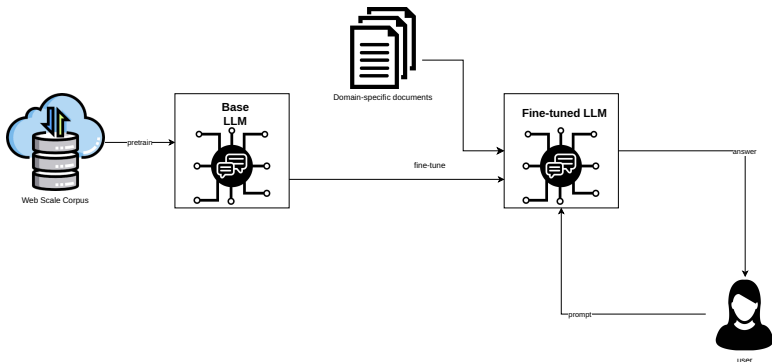 Web Scale Corpus
pretrain
Base
LLM
Domain-specific documents
fine-tune
Fine-tuned LLM
answer
prompt
user